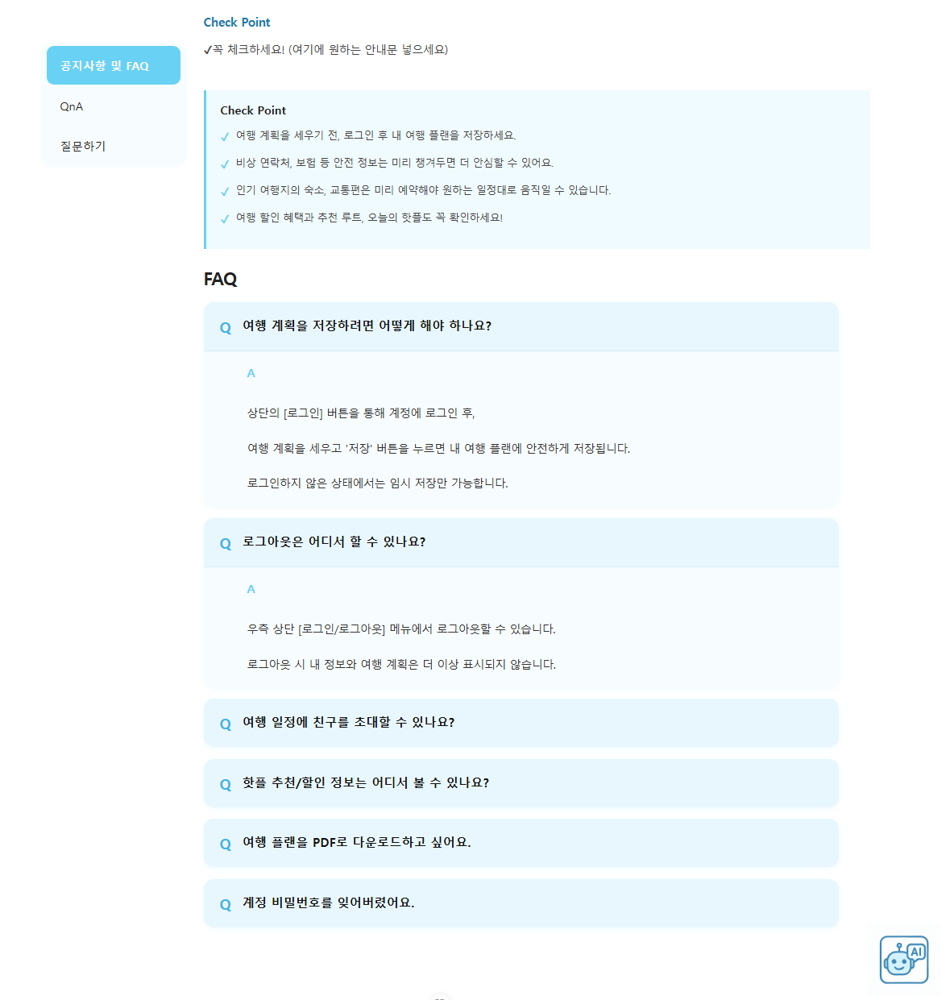 Check Point
✓꼭 체크하세요! (여기에 원하는 안내문 넣으세요)
공지사항 및 FAQ
QnA
질문하기
Check Point
✓ 여행 계획을 세우기 전, 로그인 후 내 여행 플랜을 저장하세요.
✓ 비상 연락처, 보험 등 안전 정보는 미리 챙겨두면 더 안심할 수 있어요.
✓ 인기 여행지의 숙소, 교통편은 미리 예약해야 원하는 일정대로 움직일 수 있습니다.
✓ 여행 할인 혜택과 추천 루트, 오늘의 핫플도 꼭 확인하세요!
FAQ
Q 여행 계획을 저장하려면 어떻게 해야 하나요?
A
상단의 [로그인] 버튼을 통해 계정에 로그인 후,
여행 계획을 세우고 '저장' 버튼을 누르면 내 여행 플랜에 안전하게 저장됩니다.
로그인하지 않은 상태에서는 임시 저장만 가능합니다.
Q 로그아웃은 어디서 할 수 있나요?
A
우측 상단 [로그인/로그아웃] 메뉴에서 로그아웃할 수 있습니다.
로그아웃 시 내 정보와 여행 계획은 더 이상 표시되지 않습니다.
Q 여행 일정에 친구를 초대할 수 있나요?
Q 핫플 추천/할인 정보는 어디서 볼 수 있나요?
Q 여행 플랜을 PDF로 다운로드하고 싶어요.
Q 계정 비밀번호를 잊어버렸어요.
AI